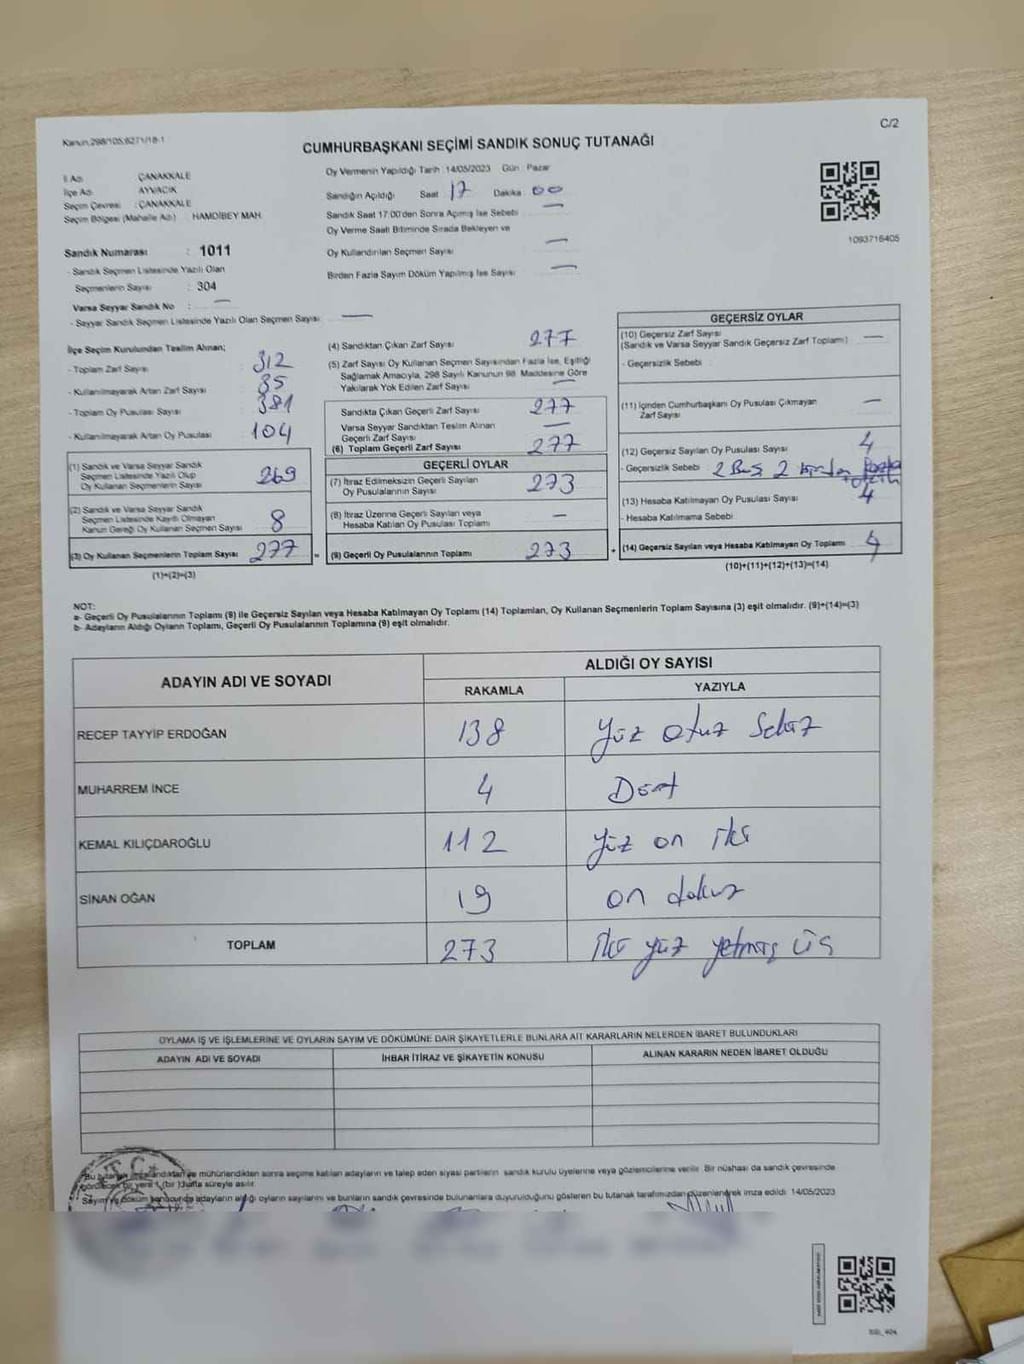 Kanun:298/105;6271/18-1
C/2
CUMHURBAŞKANI SEÇİMİ SANDIK SONUÇ TUTANAĞI
İl Adı : ÇANAKKALE
İlçe Adı : AYVACIK
Seçim Çevresi : ÇANAKKALE
Seçim Bölgesi (Mahalle Adı) : HAMDİBEY MAH.
Sandık Numarası : 1011
- Sandık Seçmen Listesinde Yazılı Olan
Seçmenlerin Sayısı : 304
Varsa Seyyar Sandık No : —
- Seyyar Sandık Seçmen Listesinde Yazılı Olan Seçmen Sayısı : —
Oy Vermenin Yapıldığı Tarih :14/05/2023 Gün : Pazar
Sandığın Açıldığı Saat : 17 Dakika : 00
Sandık Saat 17:00'den Sonra Açılmış İse Sebebi : —
Oy Verme Saati Bitiminde Sırada Bekleyen ve
Oy Kullandırılan Seçmen Sayısı : —
Birden Fazla Sayım Döküm Yapılmış İse Sayısı : —
1093716405
İlçe Seçim Kurulundan Teslim Alınan;
- Toplam Zarf Sayısı : 312
- Kullanılmayarak Artan Zarf Sayısı : 35
- Toplam Oy Pusulası Sayısı : 381
- Kullanılmayarak Artan Oy Pusulası : 104
(1) Sandık ve Varsa Seyyar Sandık
Seçmen Listesinde Yazılı Olup
Oy Kullanan Seçmenlerin Sayısı 269
(2) Sandık ve Varsa Seyyar Sandık
Seçmen Listesinde Kayıtlı Olmayan
Kanun Gereği Oy Kullanan Seçmen Sayısı 8
(3) Oy Kullanan Seçmenlerin Toplam Sayısı 277
(1)+(2)=(3)
(4) Sandıktan Çıkan Zarf Sayısı : 277
(5) Zarf Sayısı Oy Kullanan Seçmen Sayısından Fazla İse, Eşitliği
Sağlamak Amacıyla, 298 Sayılı Kanunun 98. Maddesine Göre
Yakılarak Yok Edilen Zarf Sayısı : —
Sandıkta Çıkan Geçerli Zarf Sayısı : 277
Varsa Seyyar Sandıktan Teslim Alınan
Geçerli Zarf Sayısı : —
(6) Toplam Geçerli Zarf Sayısı : 277
GEÇERLİ OYLAR
(7) İtiraz Edilmeksizin Geçerli Sayılan
Oy Pusulalarının Sayısı 273
(8) İtiraz Üzerine Geçerli Sayılan veya
Hesaba Katılan Oy Pusulası Toplamı —
= (9) Geçerli Oy Pusulalarının Toplamı 273
GEÇERSİZ OYLAR
(10) Geçersiz Zarf Sayısı
(Sandık ve Varsa Seyyar Sandık Geçersiz Zarf Toplamı) : —
- Geçersizlik Sebebi :
(11) İçinden Cumhurbaşkanı Oy Pusulası Çıkmayan
Zarf Sayısı : —
(12) Geçersiz Sayılan Oy Pusulası Sayısı : 4
- Geçersizlik Sebebi : 2 Boş 2 birden fazla
(13) Hesaba Katılmayan Oy Pusulası Sayısı : 4
- Hesaba Katılmama Sebebi :
+ (14) Geçersiz Sayılan veya Hesaba Katılmayan Oy Toplamı : 4
(10)+(11)+(12)+(13)=(14)
NOT:
a- Geçerli Oy Pusulalarının Toplamı (9) ile Geçersiz Sayılan veya Hesaba Katılmayan Oy Toplamı (14) Toplamları, Oy Kullanan Seçmenlerin Toplam Sayısına (3) eşit olmalıdır. (9)+(14)=(3)
b- Adayların Aldığı Oyların Toplamı, Geçerli Oy Pusulalarının Toplamına (9) eşit olmalıdır.
ADAYIN ADI VE SOYADI
ALDIĞI OY SAYISI
RAKAMLA YAZIYLA
RECEP TAYYİP ERDOĞAN 138 Yüz otuz Sekiz
MUHARREM İNCE 4 Dört
KEMAL KILIÇDAROĞLU 112 Yüz on iki
SİNAN OĞAN 19 on dokuz
TOPLAM 273 iki yüz yetmiş üç
OYLAMA İŞ VE İŞLEMLERİNE VE OYLARIN SAYIM VE DÖKÜMÜNE DAİR ŞİKAYETLERLE BUNLARA AİT KARARLARIN NELERDEN İBARET BULUNDUKLARI
ADAYIN ADI VE SOYADI İHBAR İTİRAZ VE ŞİKAYETİN KONUSU ALINAN KARARIN NEDEN İBARET OLDUĞU
T.C.
Bu tutanak imzalandıktan ve mühürlendikten sonra seçime katılan adayların ve talep eden siyasi partilerin sandık kurulu üyelerine veya gözlemcilerine verilir. Bir nüshası da sandık çevresinde
bir yere 1 (bir) hafta süreyle asılır.
Sayım ve döküm sonucunda adayların aldığı oyların sayılarını ve bunların sandık çevresinde bulunanlara duyurulduğunu gösteren bu tutanak tarafımızdan düzenlenerek imza edildi. 14/05/2023